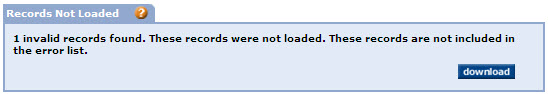 Records Not Loaded ?
1 invalid records found. These records were not loaded. These records are not included in
the error list.
download